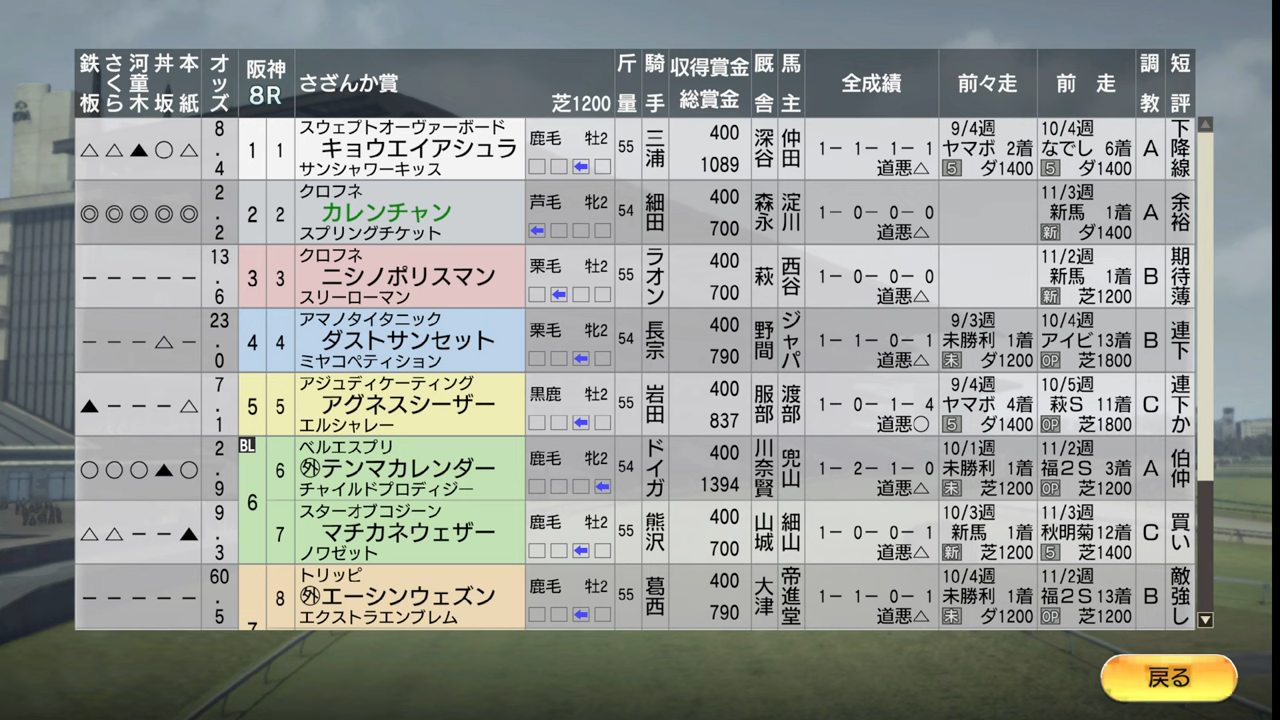 鉄板 さくら 河童木 井坂 本紙 オッズ 阪神 8R さざんか賞 芝1200 斤量 騎手 収得賞金 総賞金 厩舎 馬主 全成績 前々走 前走 調教 短評
△ △ ▲ ○ △ 8.4 1 1
スウェプトオーヴァーボード
キョウエイアシュラ
サンシャワーキッス
鹿毛 牡2 55 三浦 400 1089 深谷 仲田
1- 1- 1- 1 道悪△
9/4週 ヤマボ 2着 5 ダ1400
10/4週 なでし 6着 5 ダ1400
A 下降線
◎ ◎ ◎ ◎ ◎ 2.2 2 2
クロフネ
カレンチャン
スプリングチケット
芦毛 牝2 54 細田 400 700 森永 淀川
1- 0- 0- 0 道悪△
11/3週 新馬 1着 新 ダ1400
A 余裕
- - - - - 13.6 3 3
クロフネ
ニシノポリスマン
スリーローマン
栗毛 牡2 55 ラオン 400 700 萩 西谷
1- 0- 0- 0 道悪△
11/2週 新馬 1着 新 芝1200
B 期待薄
- - - △ - 23.0 4 4
アマノタイタニック
ダストサンセット
ミヤコペティション
栗毛 牝2 54 長宗 400 790 野間 ジャパ
1- 1- 0- 1 道悪△
9/3週 未勝利 1着 未 ダ1200
10/4週 アイビ 13着 OP 芝1800
B 連下
▲ - - - △ 7.1 5 5
アジュディケーティング
アグネスシーザー
エルシャレー
黒鹿 牡2 55 岩田 400 837 服部 渡部
1- 0- 1- 4 道悪○
9/4週 ヤマボ 4着 5 ダ1400
10/5週 萩S 11着 OP 芝1800
C 連下か
○ ○ ○ ▲ ○ 2.9 BL 6 6
ベルエスプリ
外テンマカレンダー
チャイルドプロディジー
鹿毛 牝2 54 ドイガ 400 1394 川奈賢 兜山
1- 2- 1- 0 道悪△
10/1週 未勝利 1着 未 芝1200
11/2週 福2S 3着 OP 芝1200
A 伯仲
△ △ - - ▲ 9.3 7
スターオブコジーン
マチカネウェザー
ノワゼット
鹿毛 牡2 55 熊沢 400 700 山城 細山
1- 0- 0- 1 道悪△
10/3週 新馬 1着 新 芝1200
11/3週 秋明菊 12着 5 芝1400
C 買い
- - - - - 60.5 7 8
トリッピ
外エーシンウェズン
エクストラエンブレム
鹿毛 牡2 55 葛西 400 790 大津 帝進堂
1- 1- 0- 1 道悪△
10/4週 未勝利 1着 未 ダ1200
11/2週 福2S 13着 OP 芝1200
B 敵強し
戻る